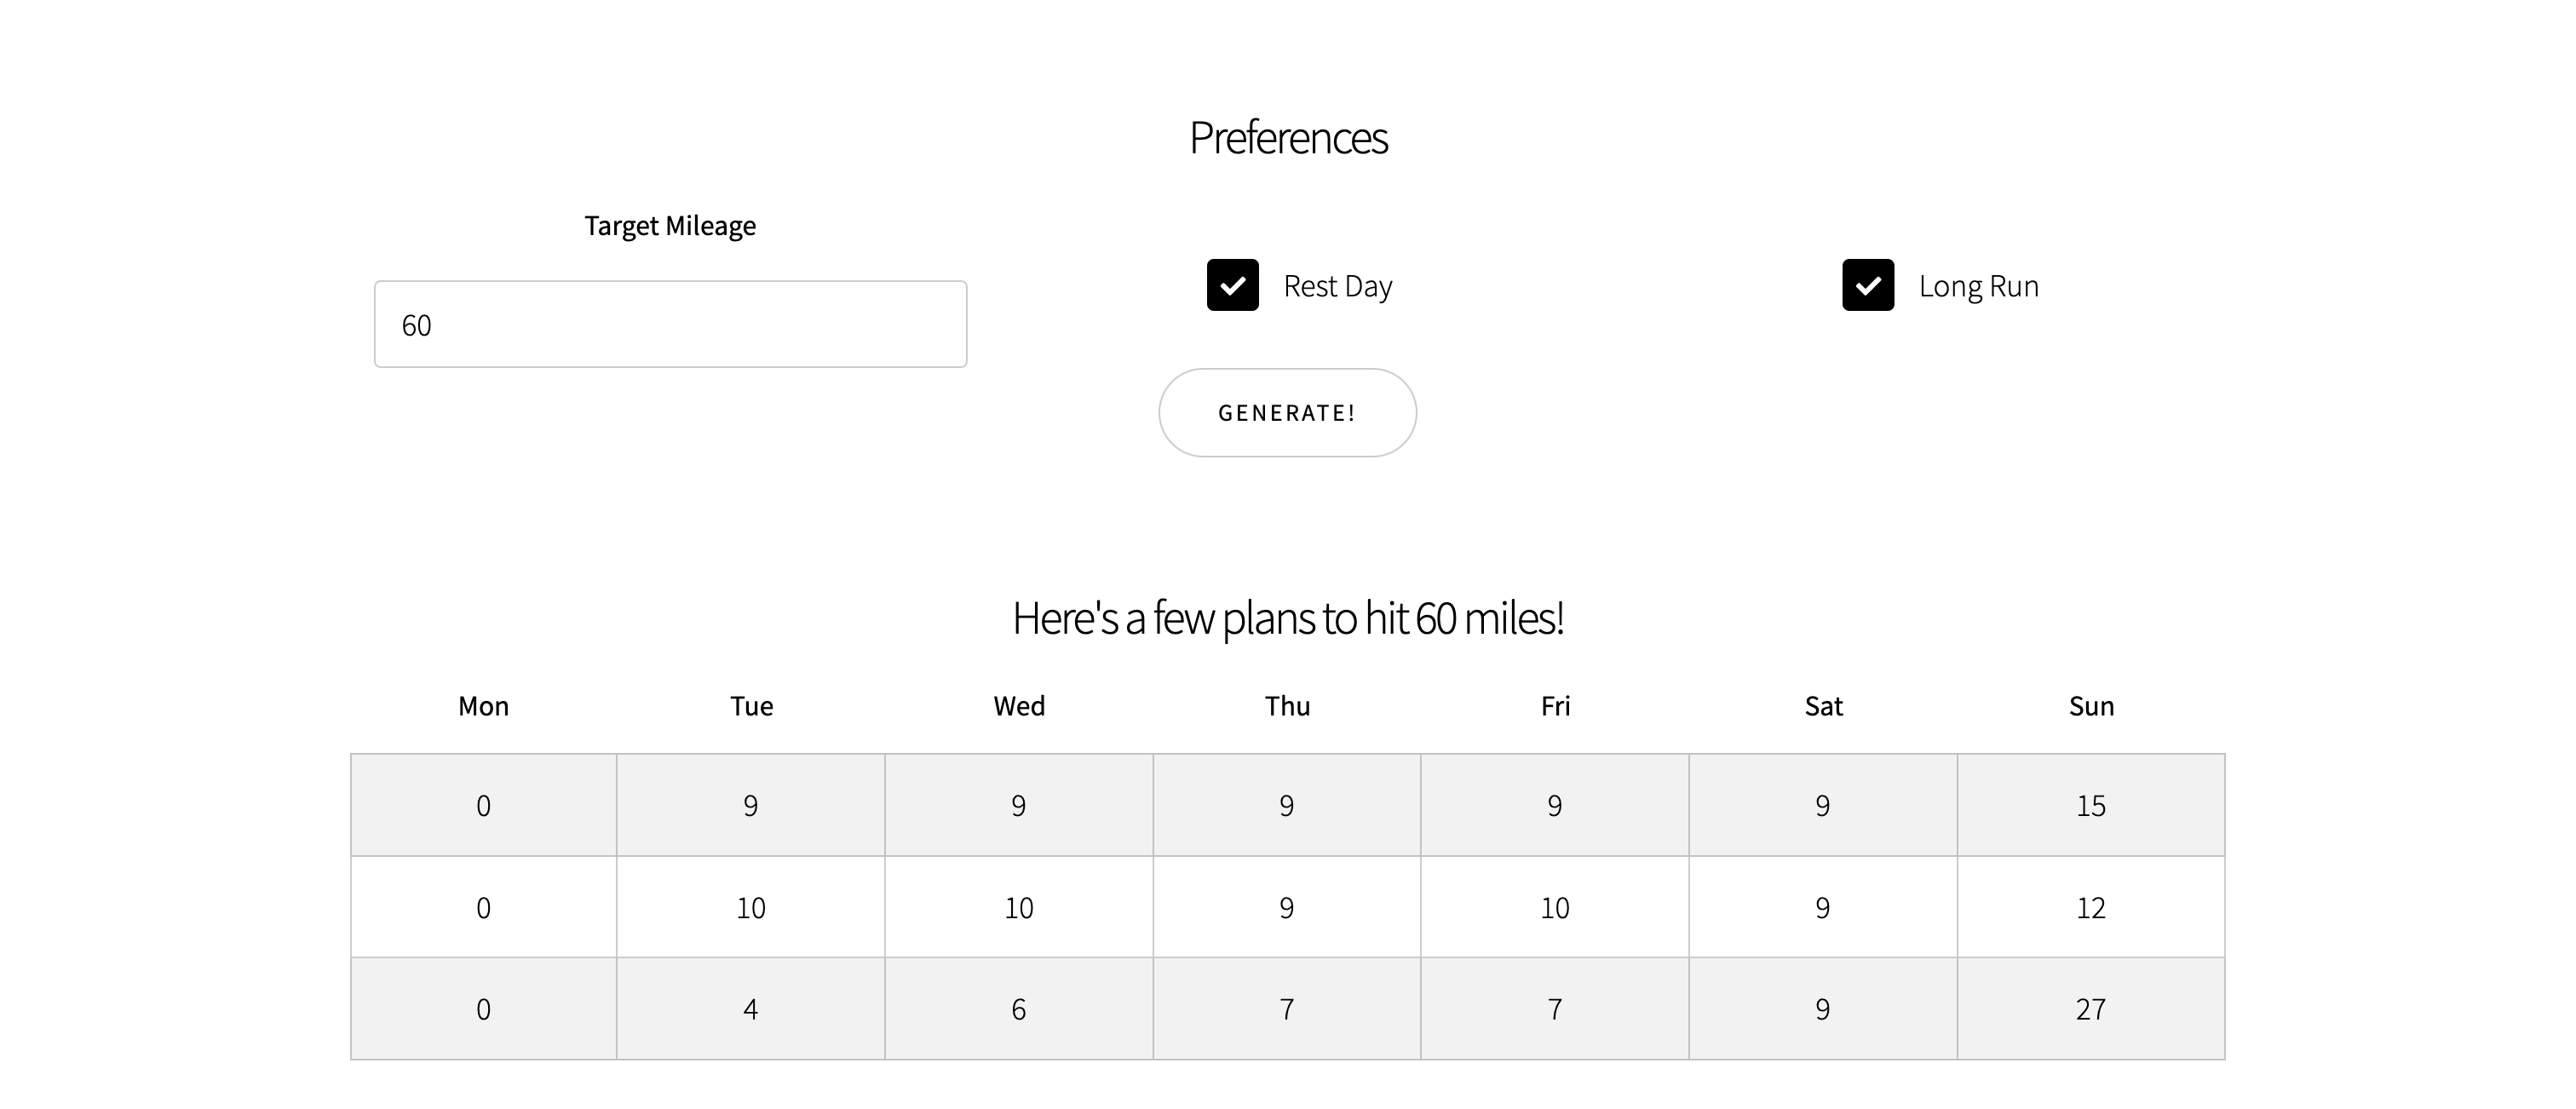 Preferences
Target Mileage
60
Rest Day
Long Run
GENERATE!
Here's a few plans to hit 60 miles!
Mon Tue Wed Thu Fri Sat Sun
0 9 9 9 9 9 15
0 10 10 9 10 9 12
0 4 6 7 7 9 27